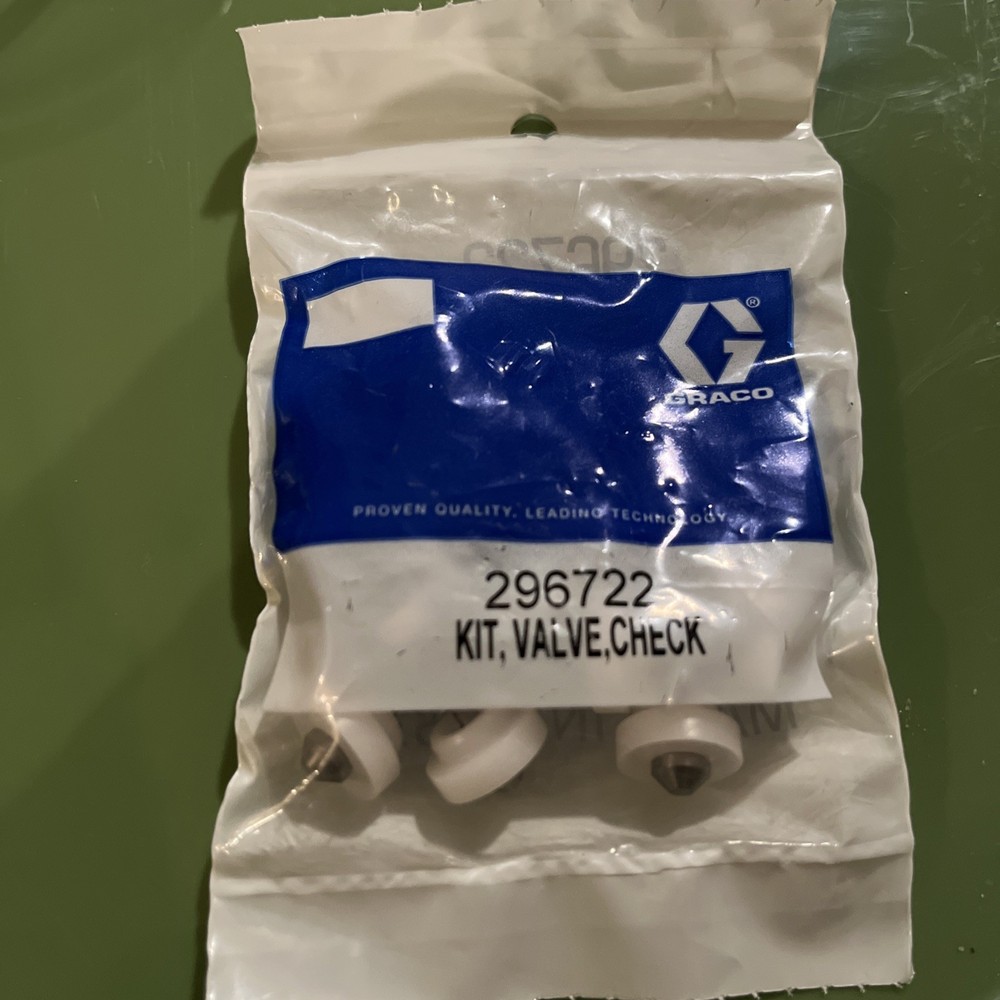 ®
GRACO
PROVEN QUALITY. LEADING TECHNOLOGY.
296722
KIT, VALVE,CHECK